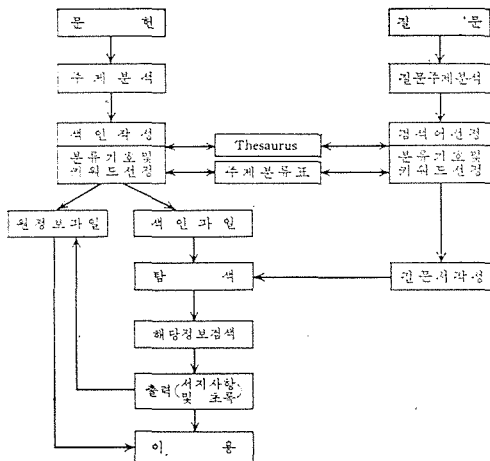 문 헌
질 문
주 제 분 석
질문주제분석
색 인 작 성
Thesaurus
검색어선정
분류기호및
키워드선정
주제분류표
분류기호및
키워드선정
원정보파일
색 인 파 일
탐 색
질문서작성
해당정보검색
출력(서지사항
및 초록)
이 용